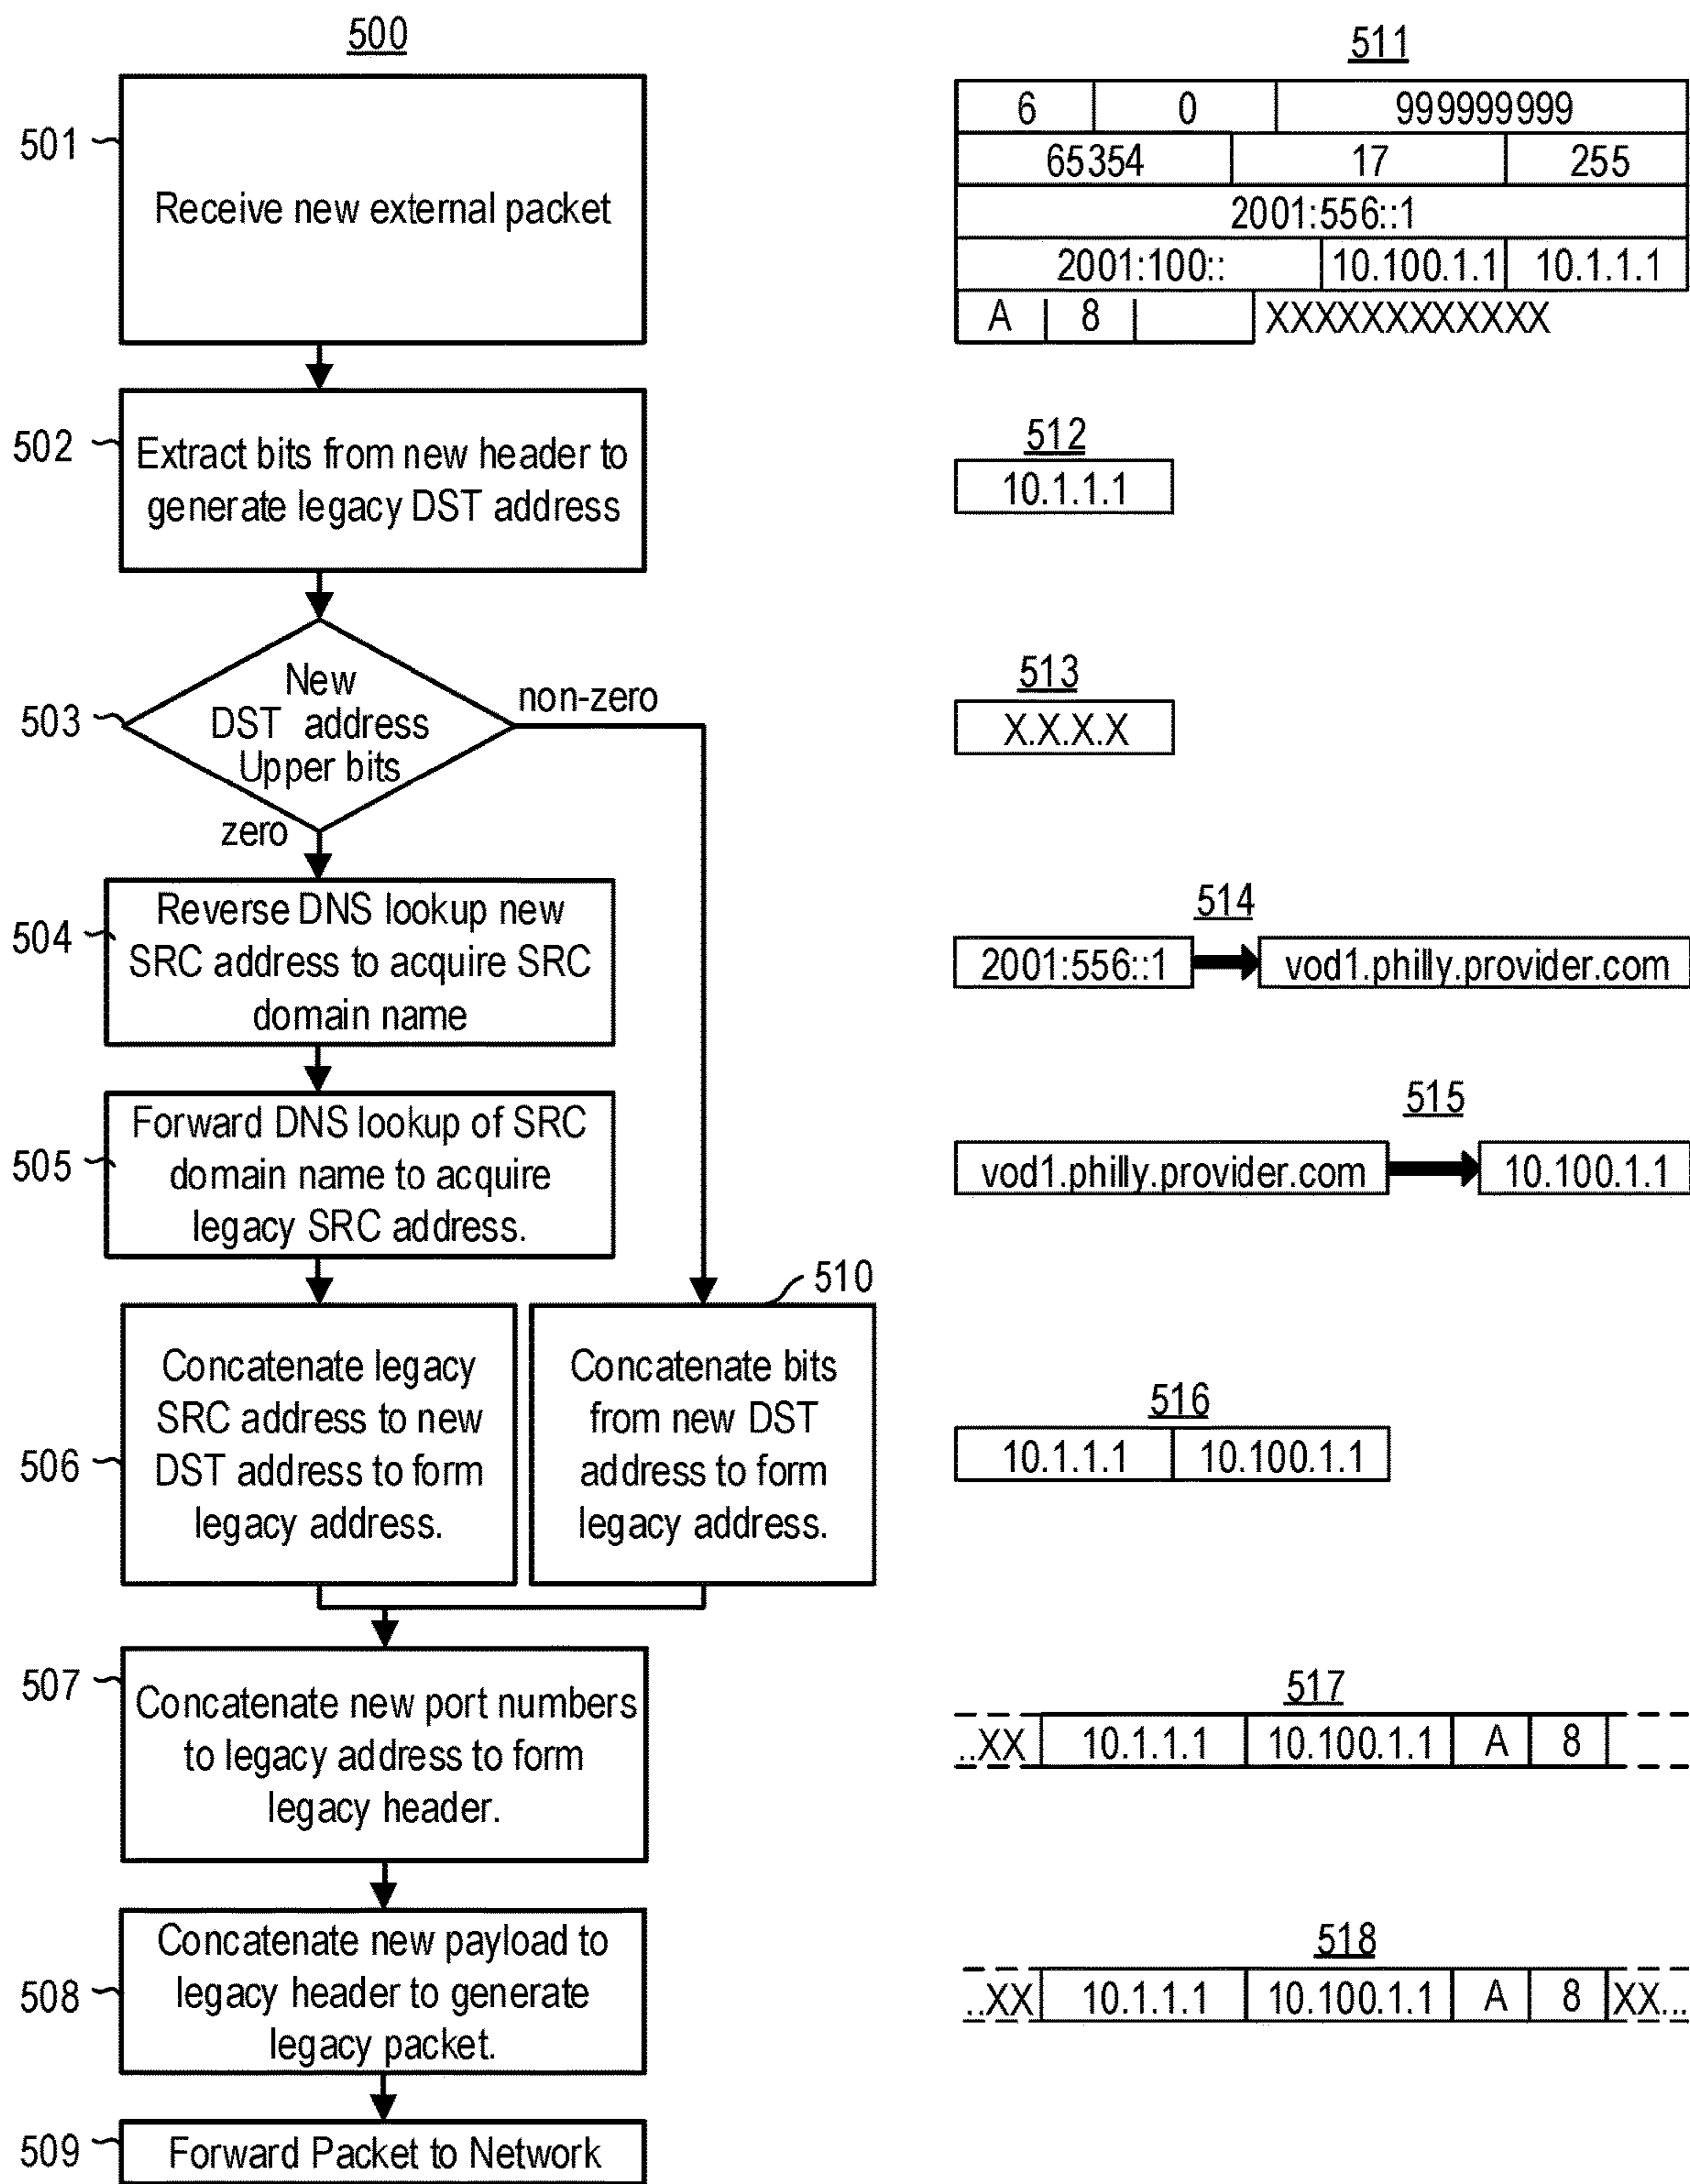 500
501
Receive new external packet
502
Extract bits from new header to
generate legacy DST address
503
New
DST address
Upper bits
non-zero
zero
504
Reverse DNS lookup new
SRC address to acquire SRC
domain name
505
Forward DNS lookup of SRC
domain name to acquire
legacy SRC address.
506
Concatenate legacy
SRC address to new
DST address to form
legacy address.
510
Concatenate bits
from new DST
address to form
legacy address.
507
Concatenate new port numbers
to legacy address to form
legacy header.
508
Concatenate new payload to
legacy header to generate
legacy packet.
509
Forward Packet to Network
511
6 0 999999999
65354 17 255
2001:556::1
2001:100:: 10.100.1.1 10.1.1.1
A 8 XXXXXXXXXXXX
512
10.1.1.1
513
X.X.X.X
514
2001:556::1 vod1.philly.provider.com
515
vod1.philly.provider.com 10.100.1.1
516
10.1.1.1 10.100.1.1
517
..XX 10.1.1.1 10.100.1.1 A 8
518
..XX 10.1.1.1 10.100.1.1 A 8 XX...